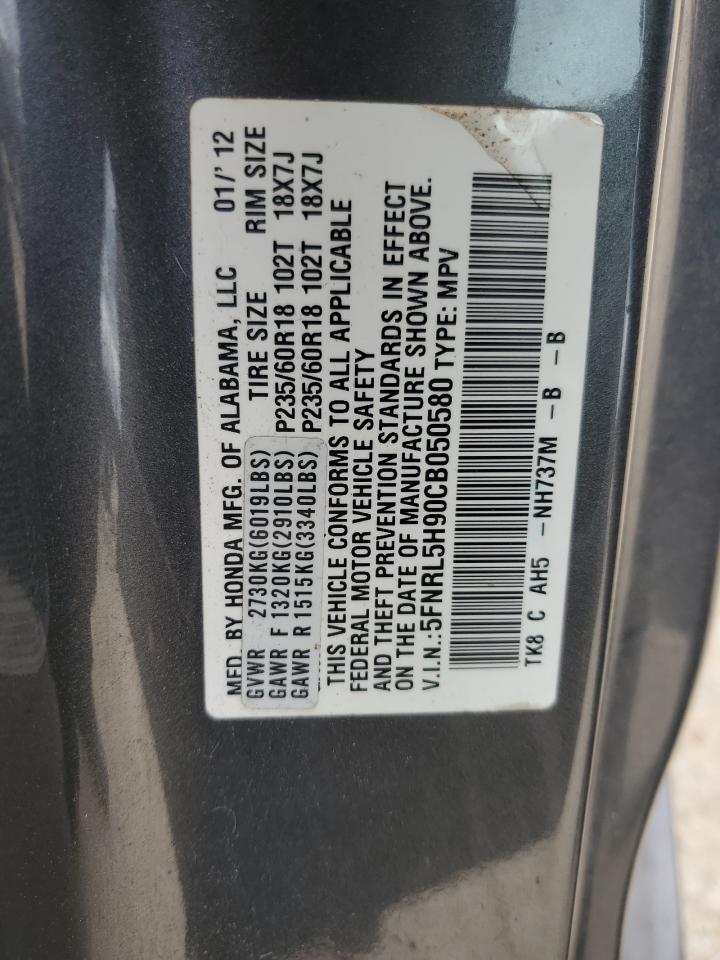 MFD. BY HONDA MFG. OF ALABAMA, LLC 01/'12
GVWR 2730KG(6019LBS) TIRE SIZE RIM SIZE
GAWR F 1320KG(2910LBS) P235/60R18 102T 18X7J
GAWR R 1515KG(3340LBS) P235/60R18 102T 18X7J
THIS VEHICLE CONFORMS TO ALL APPLICABLE
FEDERAL MOTOR VEHICLE SAFETY
AND THEFT PREVENTION STANDARDS IN EFFECT
ON THE DATE OF MANUFACTURE SHOWN ABOVE.
V.I.N.:5FNRL5H90CB050580 TYPE: MPV
TK8 C AH5 -NH737M -B -B